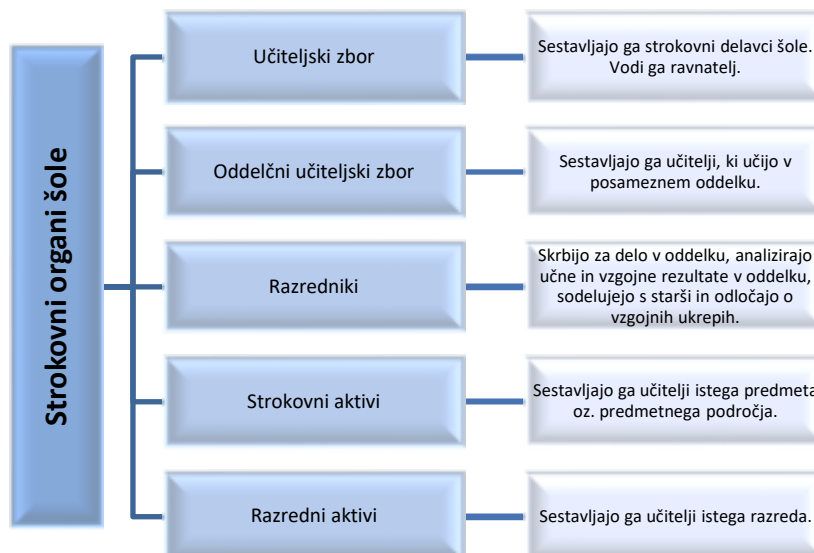 Strokovni organi šole
Učiteljski zbor
Sestavljajo ga strokovni delavci šole.
Vodi ga ravnatelj.
Oddelčni učiteljski zbor
Sestavljajo ga učitelji, ki učijo v
posameznem oddelku.
Razredniki
Skrbijo za delo v oddelku, analizirajo
učne in vzgojne rezultate v oddelku,
sodelujejo s starši in odločajo o
vzgojnih ukrepih.
Strokovni aktivi
Sestavljajo ga učitelji istega predmeta
oz. predmetnega področja.
Razredni aktivi
Sestavljajo ga učitelji istega razreda.